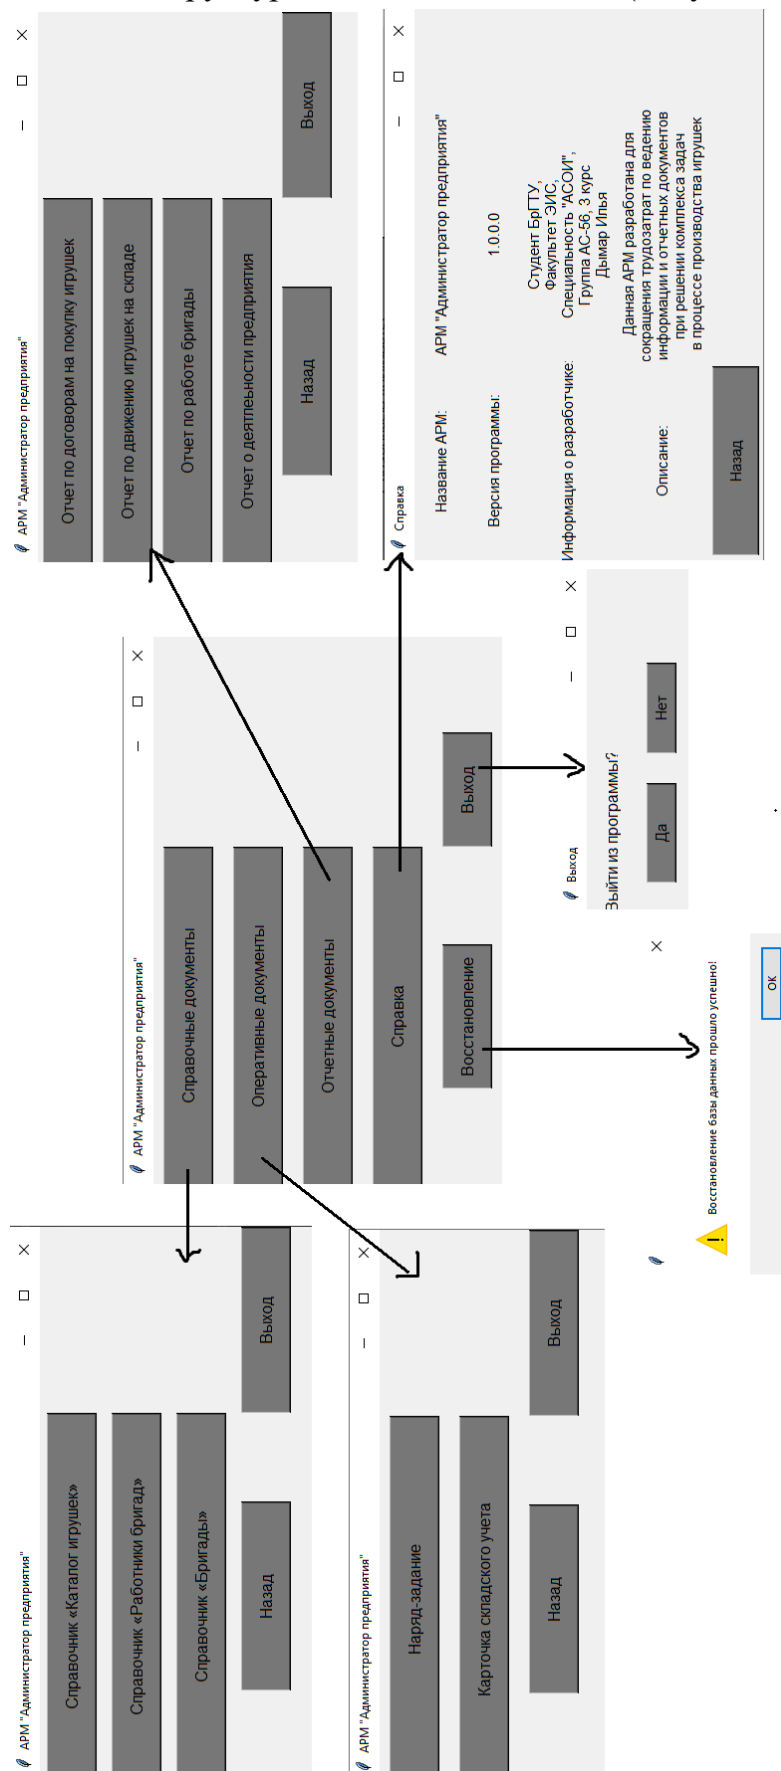 АРМ "Администратор предприятия"
Справочник «Каталог игрушек»
Справочник «Работники бригад»
Справочник «Бригады»
Назад
Выход
АРМ "Администратор предприятия"
Наряд-задание
Карточка складского учета
Назад
Выход
АРМ "Администратор предприятия"
Справочные документы
Оперативные документы
Отчетные документы
Справка
Восстановление
Выход
Восстановление базы данных прошло успешно!
ОК
Выход
Выйти из программы?
Да
Нет
АРМ "Администратор предприятия"
Отчет по договорам на покупку игрушек
Отчет по движению игрушек на складе
Отчет по работе бригады
Отчет о деятлеьности предприятия
Назад
Выход
Справка
Название АРМ:
АРМ "Администратор предприятия"
Версия программы:
1.0.0.0
Информация о разработчике:
Студент БрГТУ,
Факультет ЭИС,
Специальность "АСОИ",
Группа АС-56, 3 курс
Дымар Илья
Описание:
Данная АРМ разработана для
сокращения трудозатрат по ведению
информации и отчетных документов
при решении комплекса задач
в процессе производства игрушек
Назад